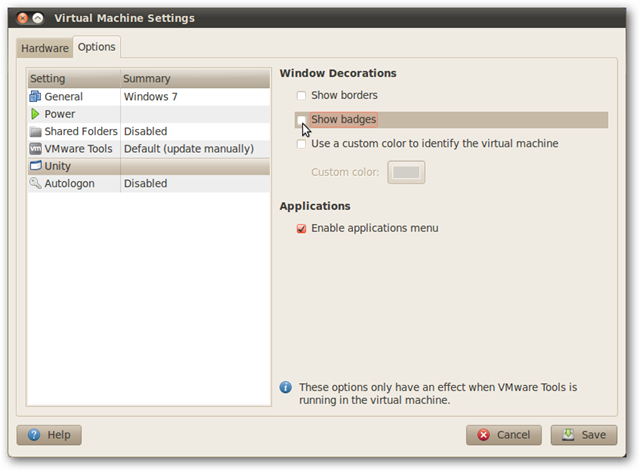 Virtual Machine Settings
Hardware Options
Setting Summary
General Windows 7
Power
Shared Folders Disabled
vm VMware Tools Default (update manually)
Unity
Autologon Disabled
Window Decorations
Show borders
Show badges
Use a custom color to identify the virtual machine
Custom color:
Applications
Enable applications menu
These options only have an effect when VMware Tools is
running in the virtual machine.
Help Cancel Save